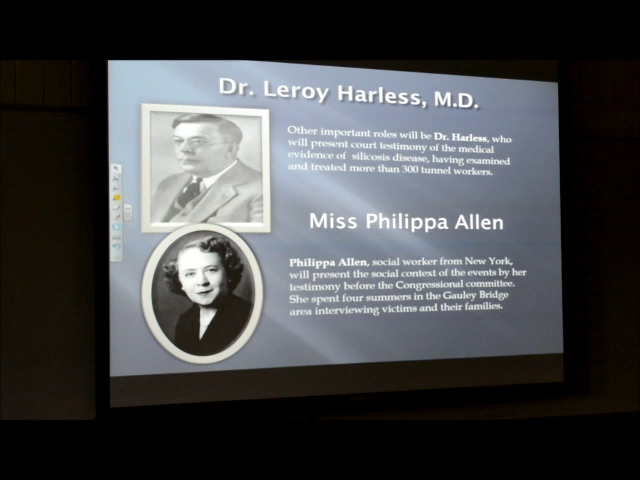 Dr. Leroy Harless, M.D.
Other important roles will be Dr. Harless, who
will present court testimony of the medical
evidence of silicosis disease, having examined
and treated more than 300 tunnel workers.
Miss Philippa Allen
Philippa Allen, social worker from New York,
will present the social context of the events by her
testimony before the Congressional committee.
She spent four summers in the Gauley Bridge
area interviewing victims and their families.